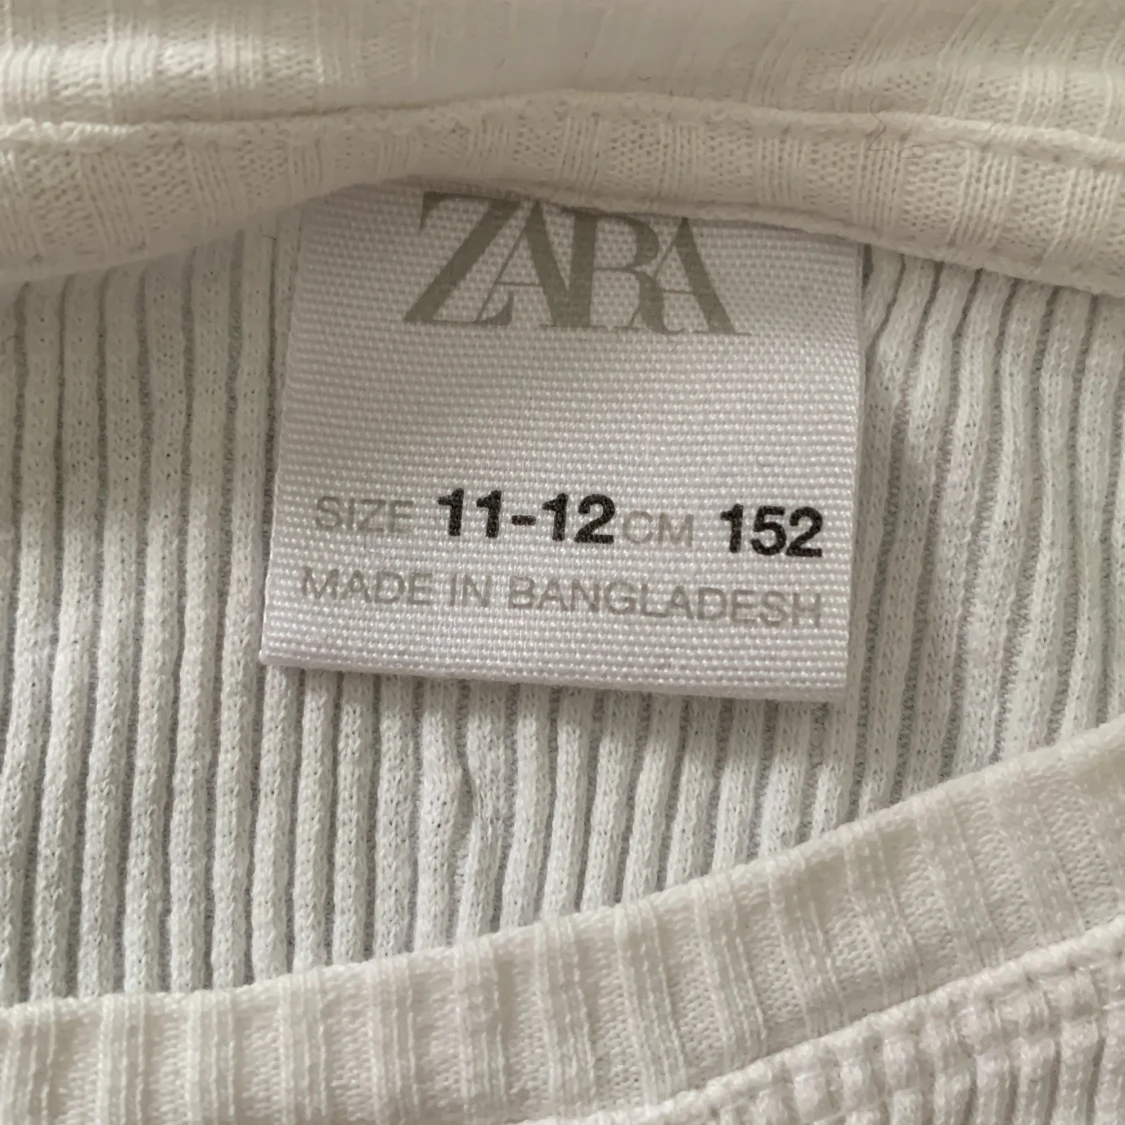 ZARA
SIZE 11-12 CM 152
MADE IN BANGLADESH